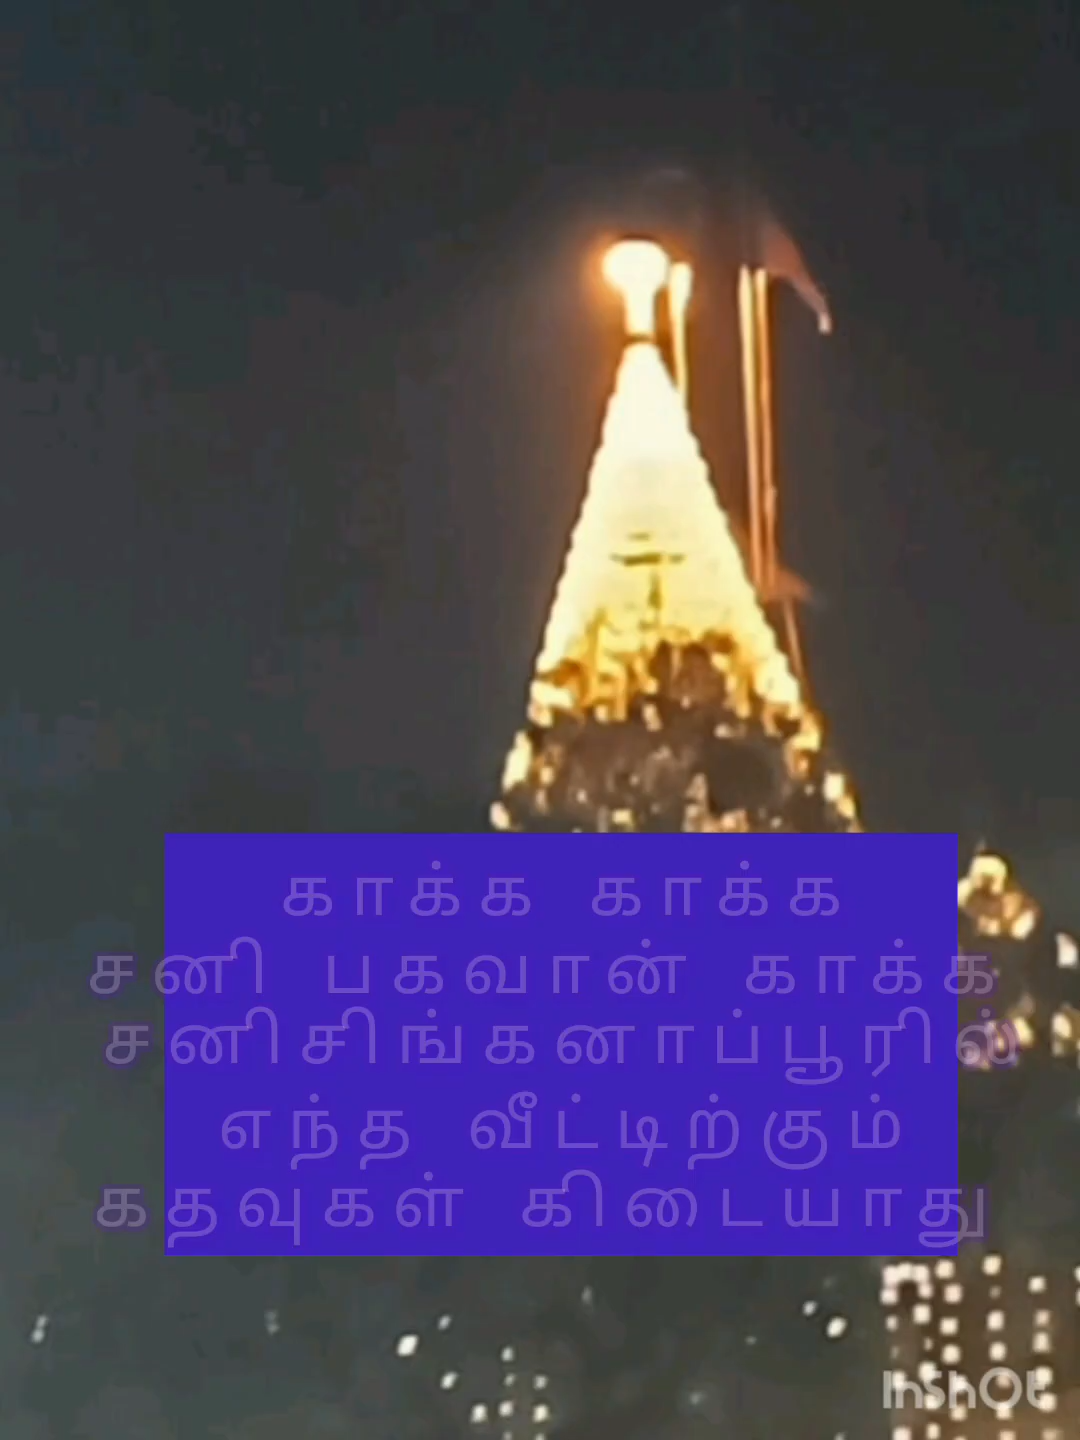 காக்க காக்க
சனி பகவான் காக்க
சனிசிங்கனாப்பூரில்
எந்த வீட்டிற்கும்
கதவுகள் கிடையாது
InShOt